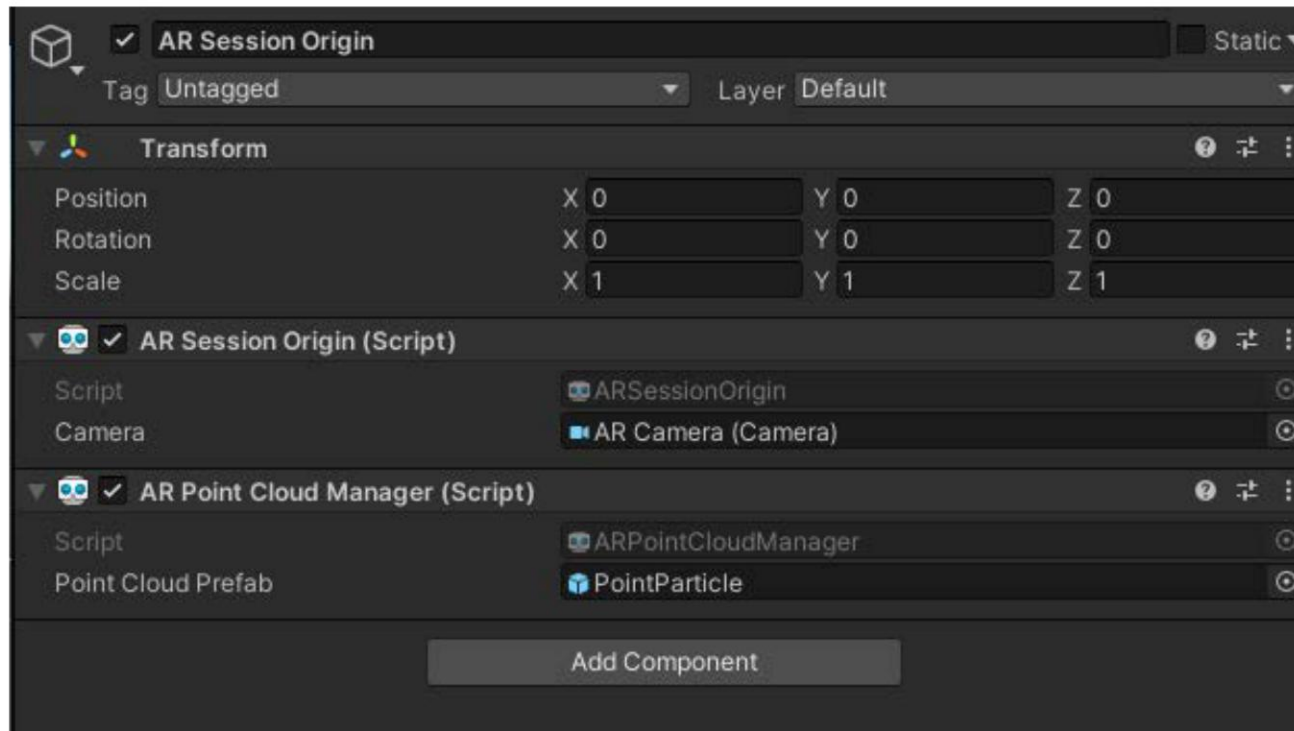 AR Session Origin Static
Tag Untagged Layer Default
Transform
Position X 0 Y 0 Z 0
Rotation X 0 Y 0 Z 0
Scale X 1 Y 1 Z 1
AR Session Origin (Script)
Script ARSessionOrigin
Camera AR Camera (Camera)
AR Point Cloud Manager (Script)
Script ARPointCloudManager
Point Cloud Prefab PointParticle
Add Component